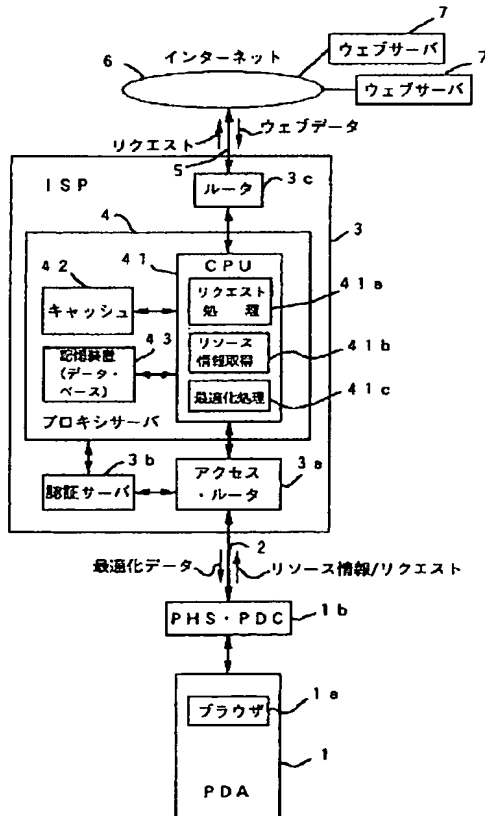 7
インターネット
ウェブサーバ
6
7
ウェブサーバ
リクエスト
ウェブデータ
5
ISP
ルータ
3c
4
3
41
42
CPU
キャッシュ
リクエスト
処 理
41a
43
記憶装置
(データ・
ベース)
リソース
情報取得
41b
最適化処理
41c
プロキシサーバ
3b
認証サーバ
アクセス
・ルータ
3a
2
最適化データ
リソース情報/リクエスト
PHS・PDC
1b
ブラウザ
1a
PDA
1